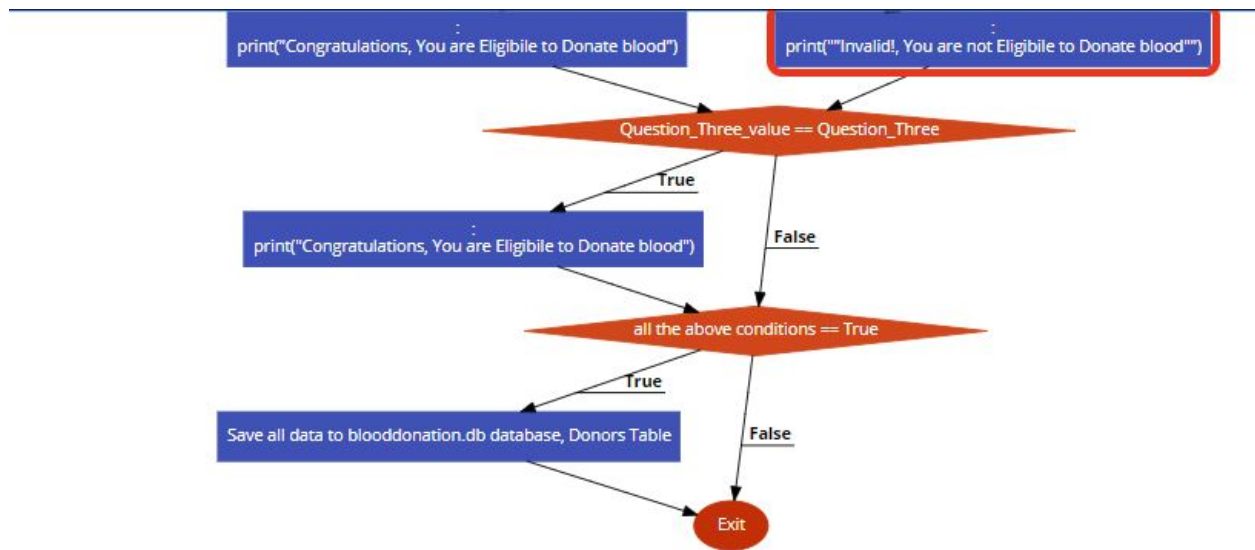 :
print("Congratulations, You are Eligibile to Donate blood")
:
print(""Invalid!, You are not Eligibile to Donate blood"")
Question_Three_value == Question_Three
True
:
print("Congratulations, You are Eligibile to Donate blood")
False
all the above conditions == True
True
Save all data to blooddonation.db database, Donors Table
False
Exit